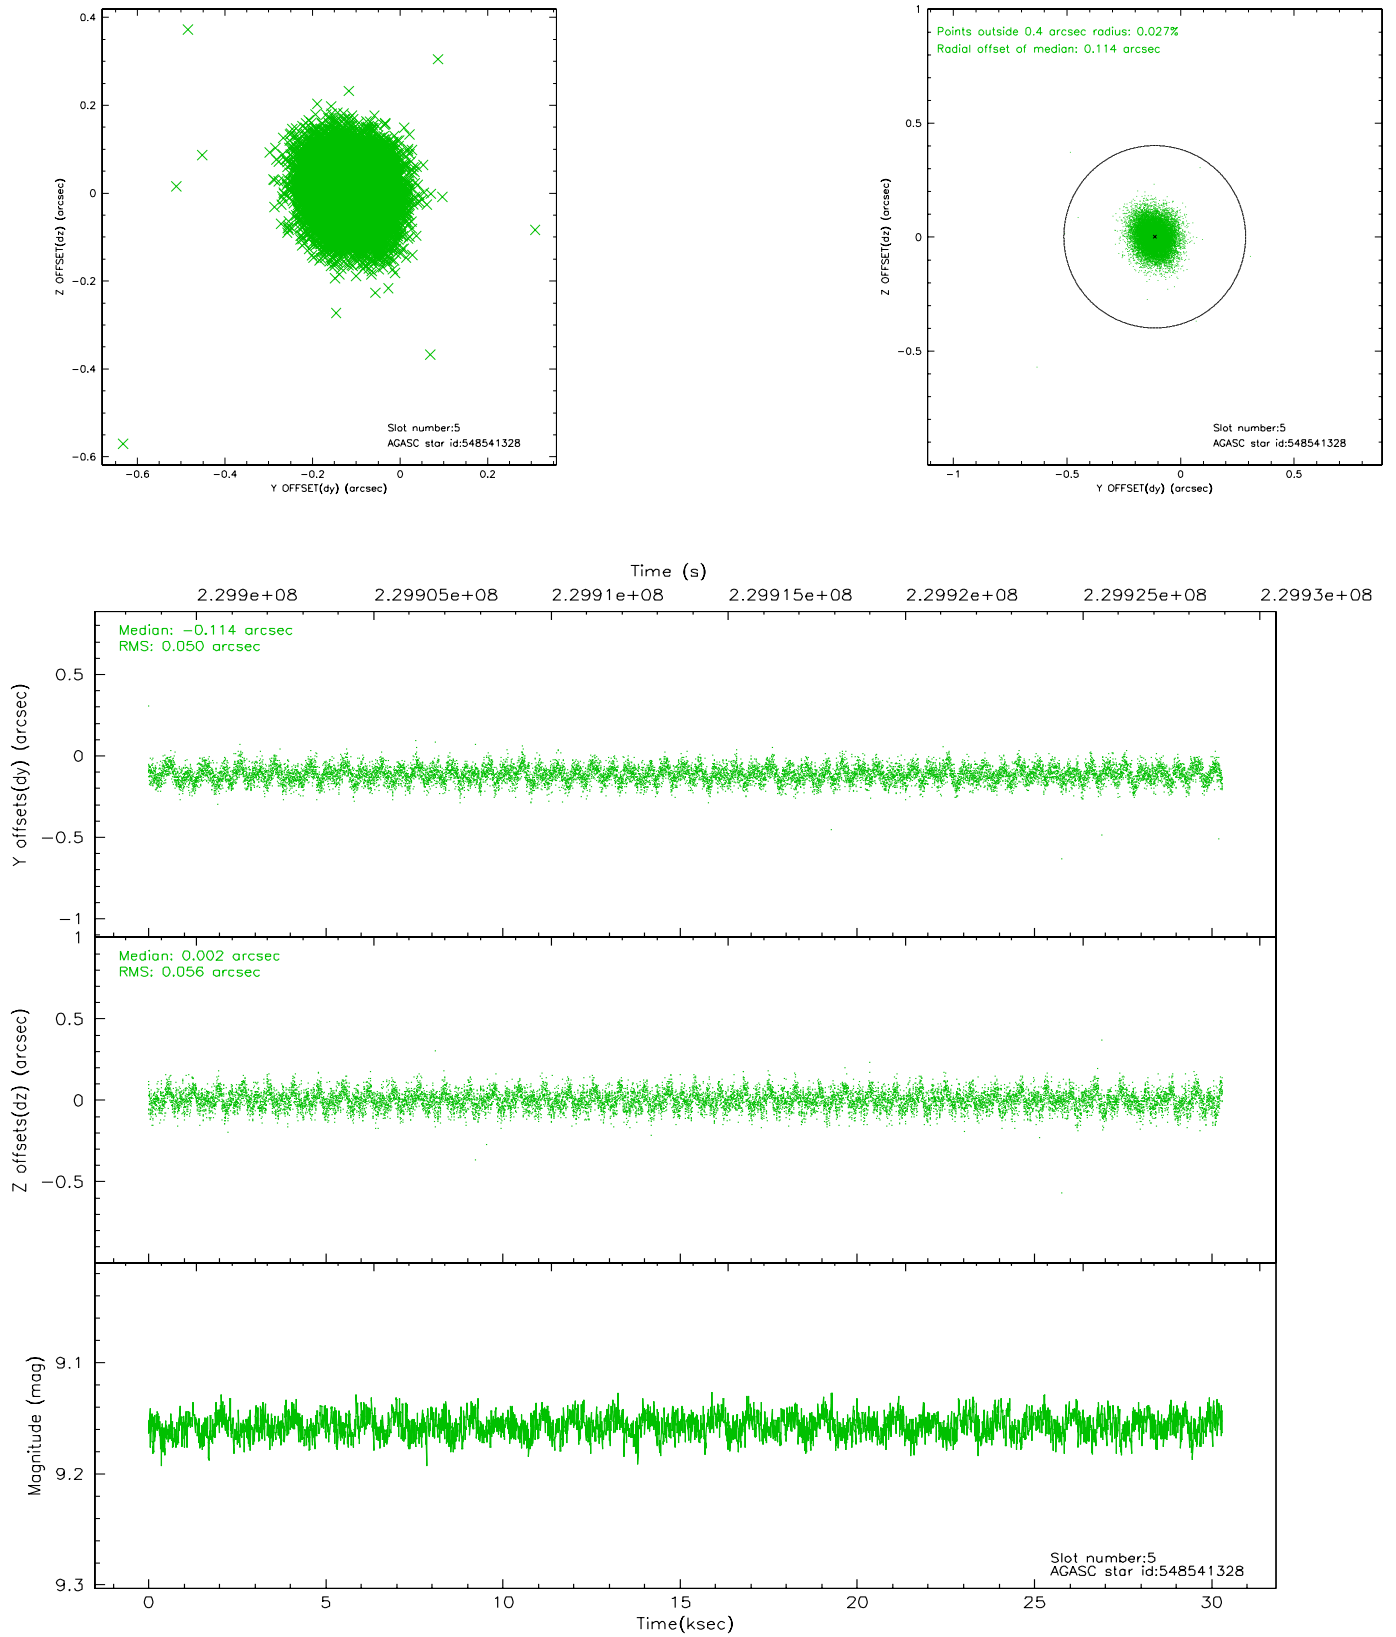 0.4
0.2
0
−0.2
−0.4
−0.6
Z OFFSET(dz) (arcsec)
Slot number:5
AGASC star id:548541328
−0.6 −0.4 −0.2 0 0.2
Y OFFSET(dy) (arcsec)
1
0.5
0
−0.5
Z OFFSET(dz) (arcsec)
Points outside 0.4 arcsec radius: 0.027%
Radial offset of median: 0.114 arcsec
Slot number:5
AGASC star id:548541328
−1 −0.5 0 0.5
Y OFFSET(dy) (arcsec)
Time (s)
2.299e+08 2.29905e+08 2.2991e+08 2.29915e+08 2.2992e+08 2.29925e+08 2.2993e+08
Median: −0.114 arcsec
RMS: 0.050 arcsec
0.5
0
−0.5
−1
Y offsets(dy) (arcsec)
1
Median: 0.002 arcsec
RMS: 0.056 arcsec
0.5
0
−0.5
Z offsets(dz) (arcsec)
9.1
9.2
9.3
Magnitude (mag)
Slot number:5
AGASC star id:548541328
0 5 10 15 20 25 30
Time(ksec)